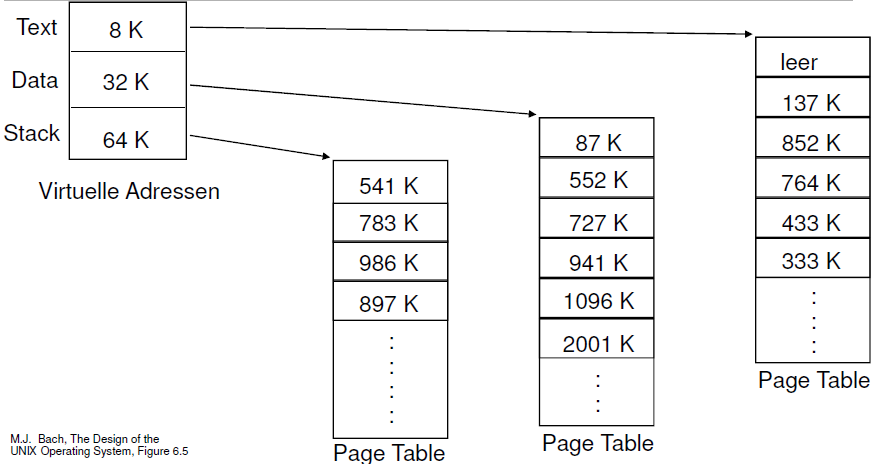 Text
8 K
Data
32 K
Stack
64 K
Virtuelle Adressen
541 K
783 K
986 K
897 K
:
:
:
:
Page Table
87 K
552 K
727 K
941 K
1096 K
2001 K
:
:
Page Table
leer
137 K
852 K
764 K
433 K
333 K
:
:
:
Page Table
M.J. Bach, The Design of the
UNIX Operating System, Figure 6.5